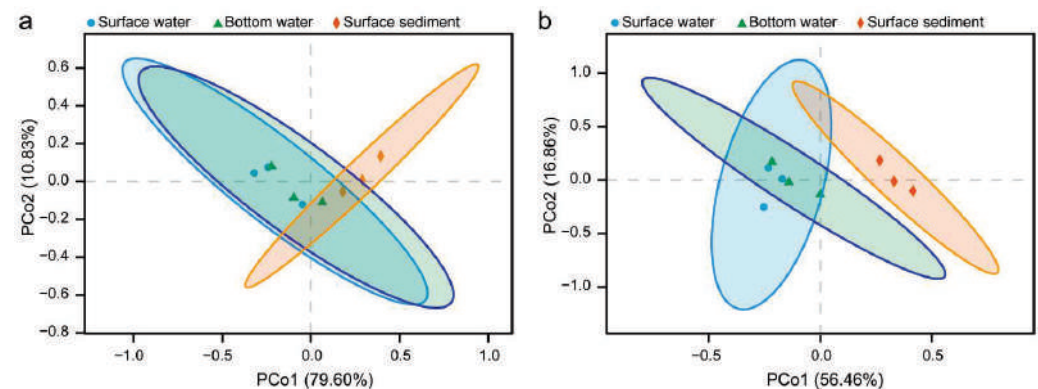 a
Surface water Bottom water Surface sediment
0.6
0.4
0.2
0.0
−0.2
−0.4
−0.6
−0.8
PCo2 (10.83%)
−1.0 −0.5 0.0 0.5 1.0
PCo1 (79.60%)
b
Surface water Bottom water Surface sediment
1.0
0.5
0.0
−0.5
−1.0
PCo2 (16.86%)
−0.5 0.0 0.5
PCo1 (56.46%)